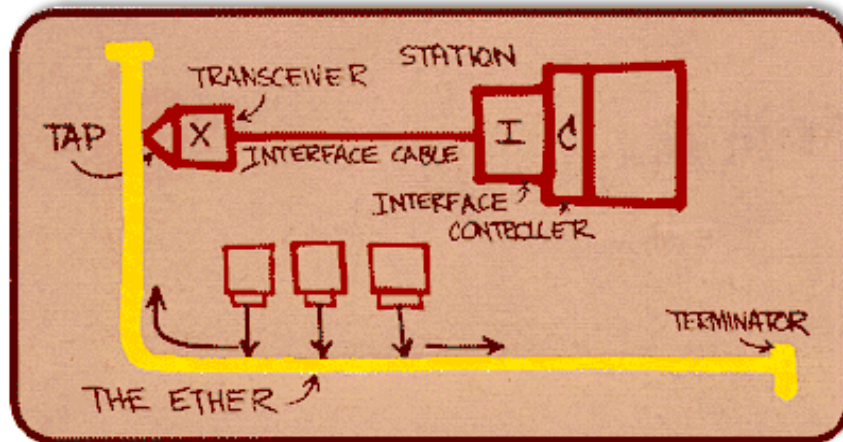 STATION
TRANSCEIVER
TAP
X
I
C
INTERFACE CABLE
INTERFACE
CONTROLLER
TERMINATOR
THE ETHER